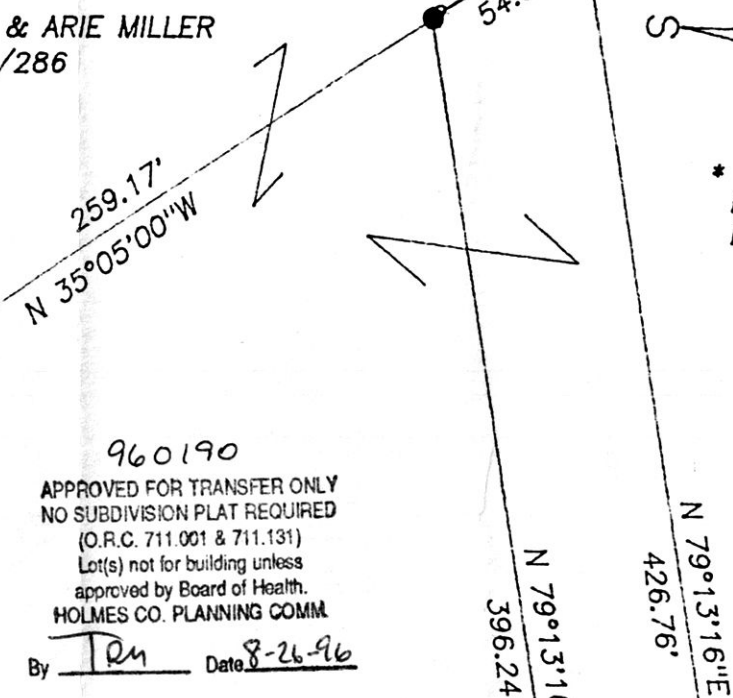 & ARIE MILLER
/286
54.
S
*
259.17'
N 35°05'00"W
N 79°13'16"E
426.76'
N 79°13'1
396.24
960190
APPROVED FOR TRANSFER ONLY
NO SUBDIVISION PLAT REQUIRED
(O.R.C. 711.001 & 711.131)
Lot(s) not for building unless
approved by Board of Health.
HOLMES CO. PLANNING COMM.
By Date 8-26-96